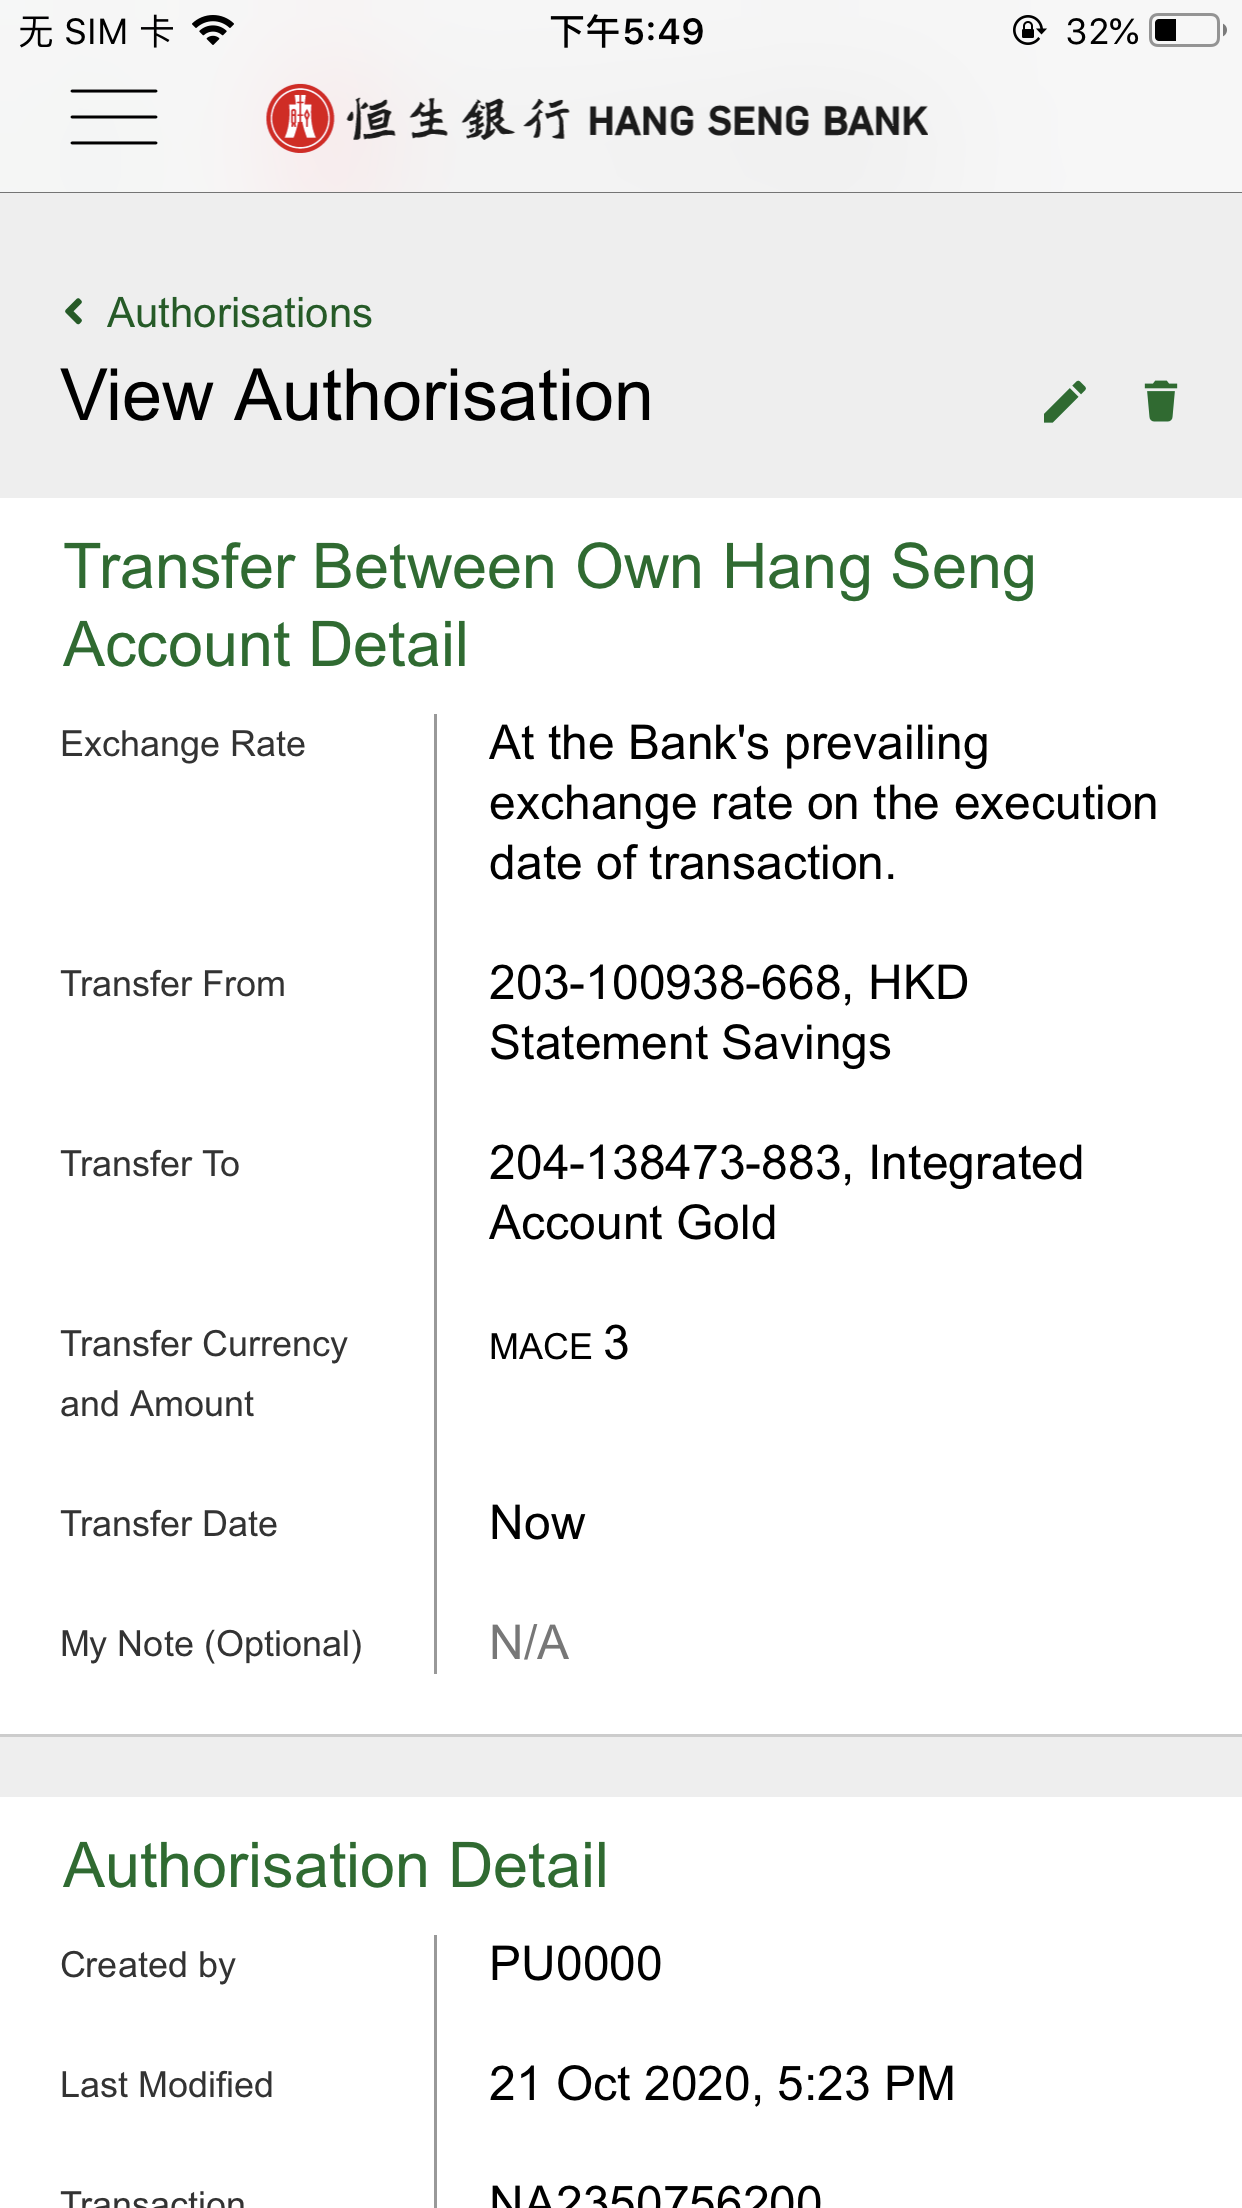 无 SIM 卡 下午5:49 32%
恒生銀行 HANG SENG BANK
Authorisations
View Authorisation
Transfer Between Own Hang Seng
Account Detail
Exchange Rate At the Bank's prevailing
exchange rate on the execution
date of transaction.
Transfer From 203-100938-668, HKD
Statement Savings
Transfer To 204-138473-883, Integrated
Account Gold
Transfer Currency MACE 3
and Amount
Transfer Date Now
My Note (Optional) N/A
Authorisation Detail
Created by PU0000
Last Modified 21 Oct 2020, 5:23 PM
Transaction NA2350756200